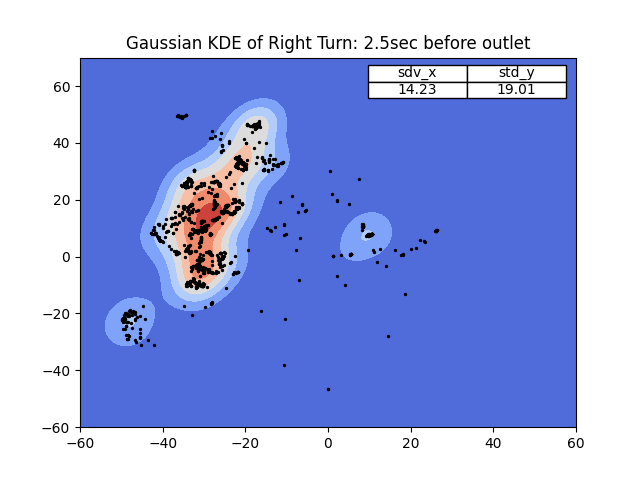 Gaussian KDE of Right Turn: 2.5sec before outlet
sdv_x std_y
14.23 19.01
60
40
20
0
−20
−40
−60
−60 −40 −20 0 20 40 60